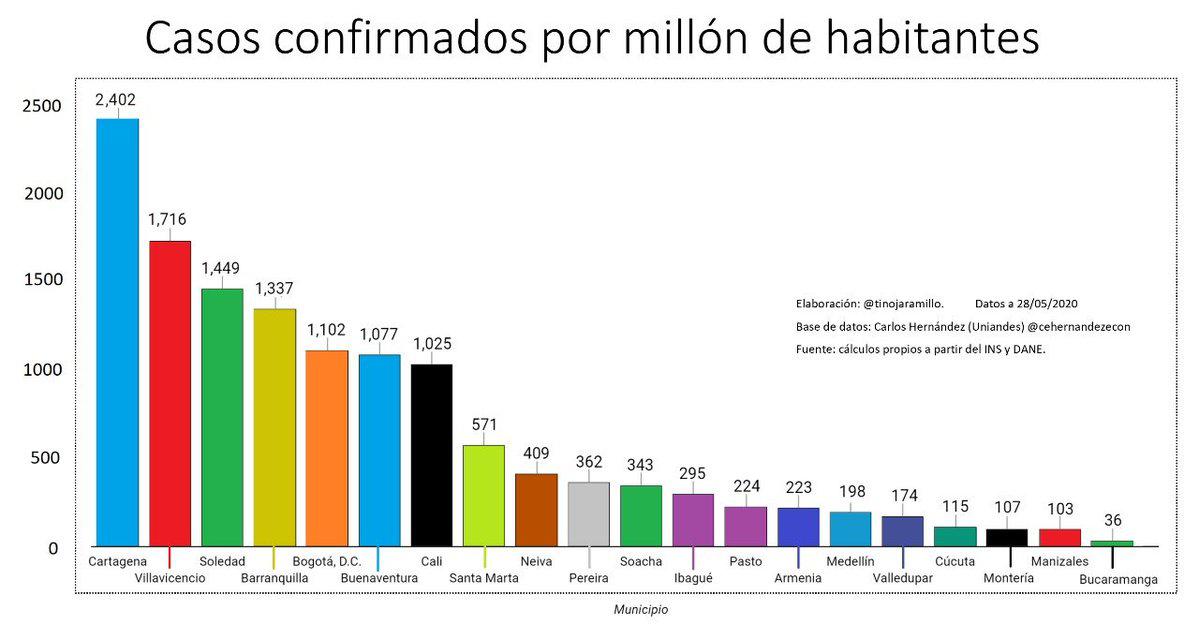 Casos confirmados por millón de habitantes
2500
2000
1500
1000
500
0
2,402
1,716
1,449
1,337
1,102
1,077
1,025
571
409
362
343
295
224
223
198
174
115
107
103
36
Elaboración: @tinojaramillo. Datos a 28/05/2020
Base de datos: Carlos Hernández (Uniandes) @cehernandezecon
Fuente: cálculos propios a partir del INS y DANE.
Cartagena
Villavicencio
Soledad
Barranquilla
Bogotá, D.C.
Buenaventura
Cali
Santa Marta
Neiva
Pereira
Soacha
Ibagué
Pasto
Armenia
Medellín
Valledupar
Cúcuta
Montería
Manizales
Bucaramanga
Municipio